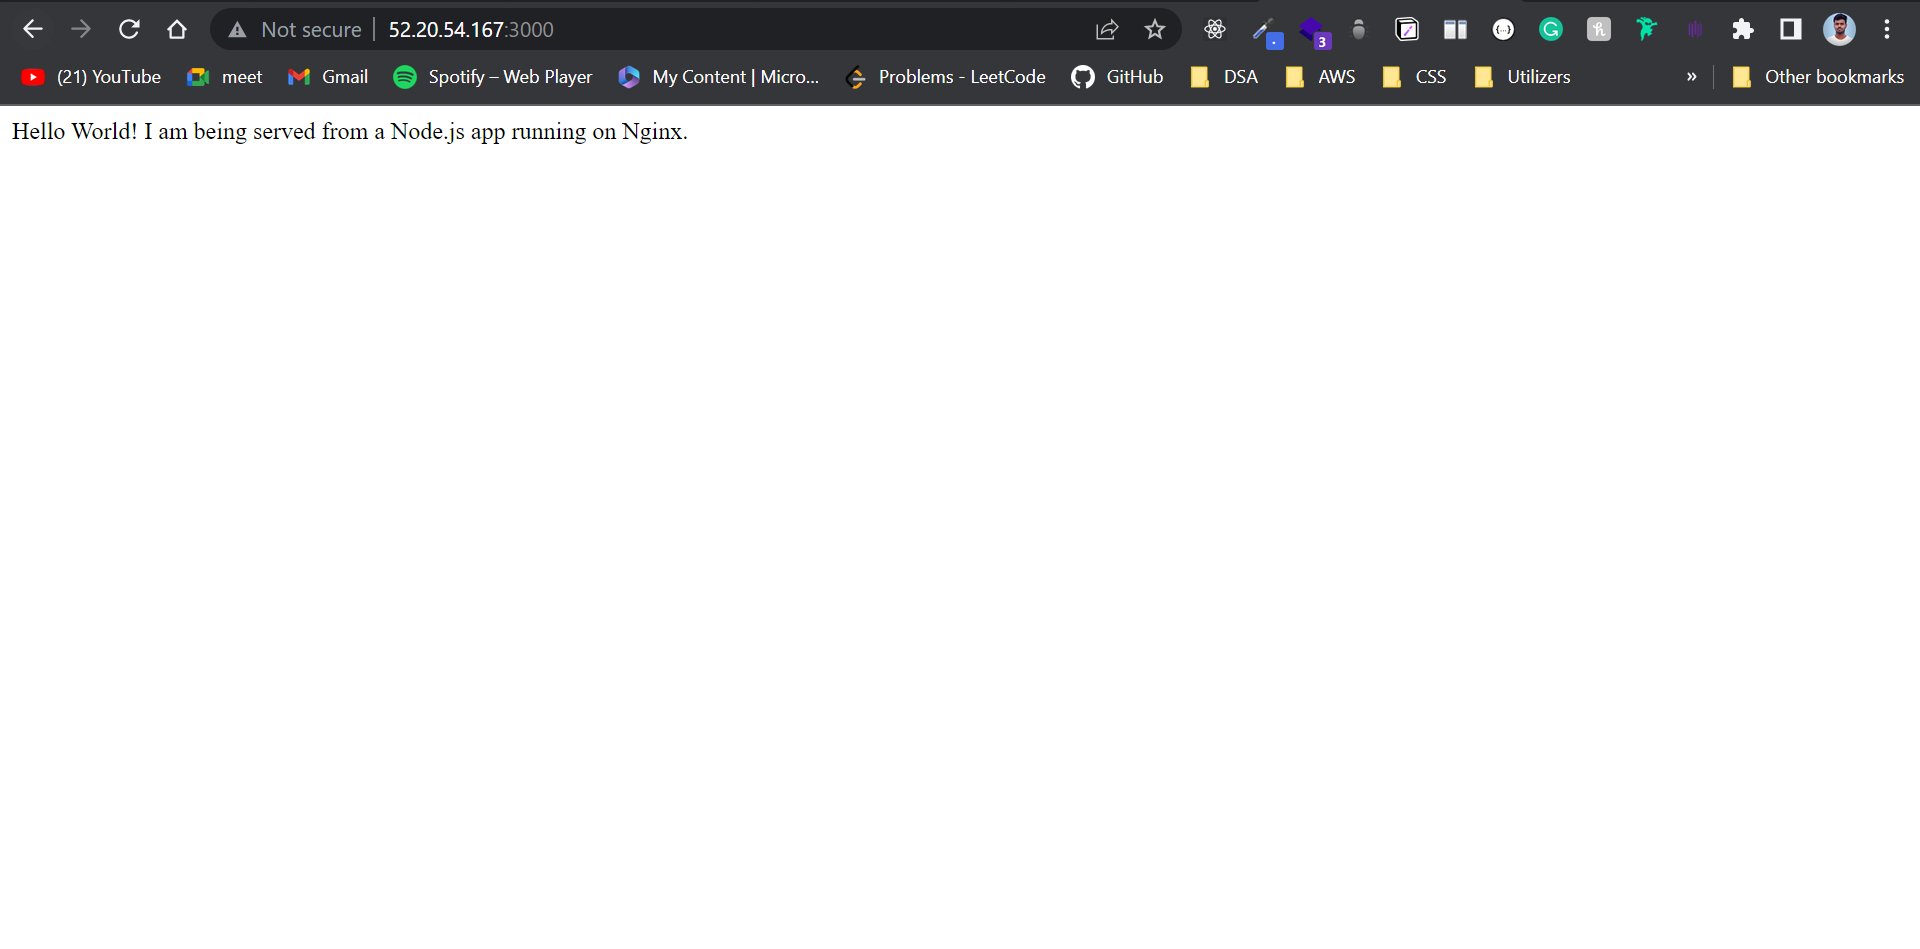 Not secure | 52.20.54.167:3000
3
(21) YouTube meet Gmail Spotify – Web Player My Content | Micro... Problems - LeetCode GitHub DSA AWS CSS Utilizers » Other bookmarks
Hello World! I am being served from a Node.js app running on Nginx.